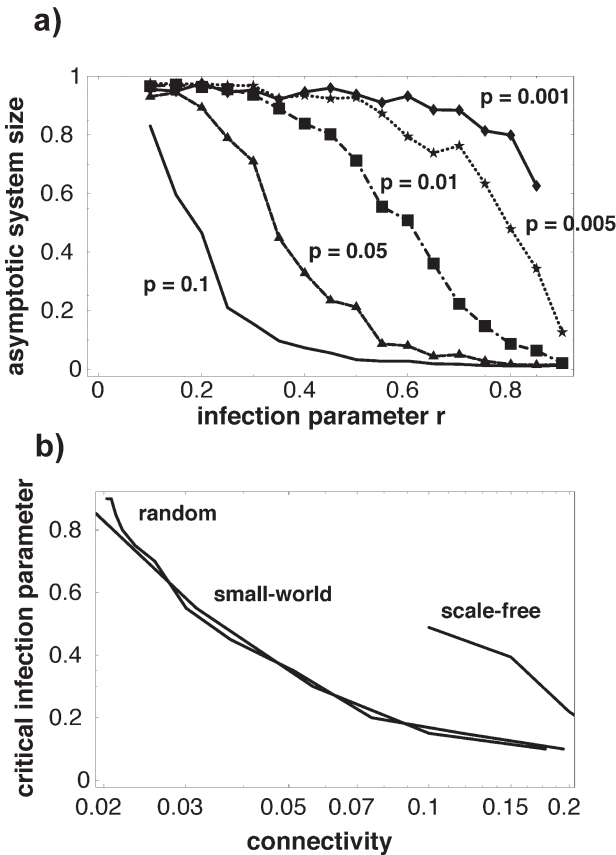 a)
asymptotic system size
1
0.8
0.6
0.4
0.2
0
p = 0.001
p = 0.01
p = 0.005
p = 0.05
p = 0.1
0 0.2 0.4 0.6 0.8
infection parameter r
b)
critical infection parameter
0.8
0.6
0.4
0.2
0
random
small-world
scale-free
0.02 0.03 0.05 0.07 0.1 0.15 0.2
connectivity